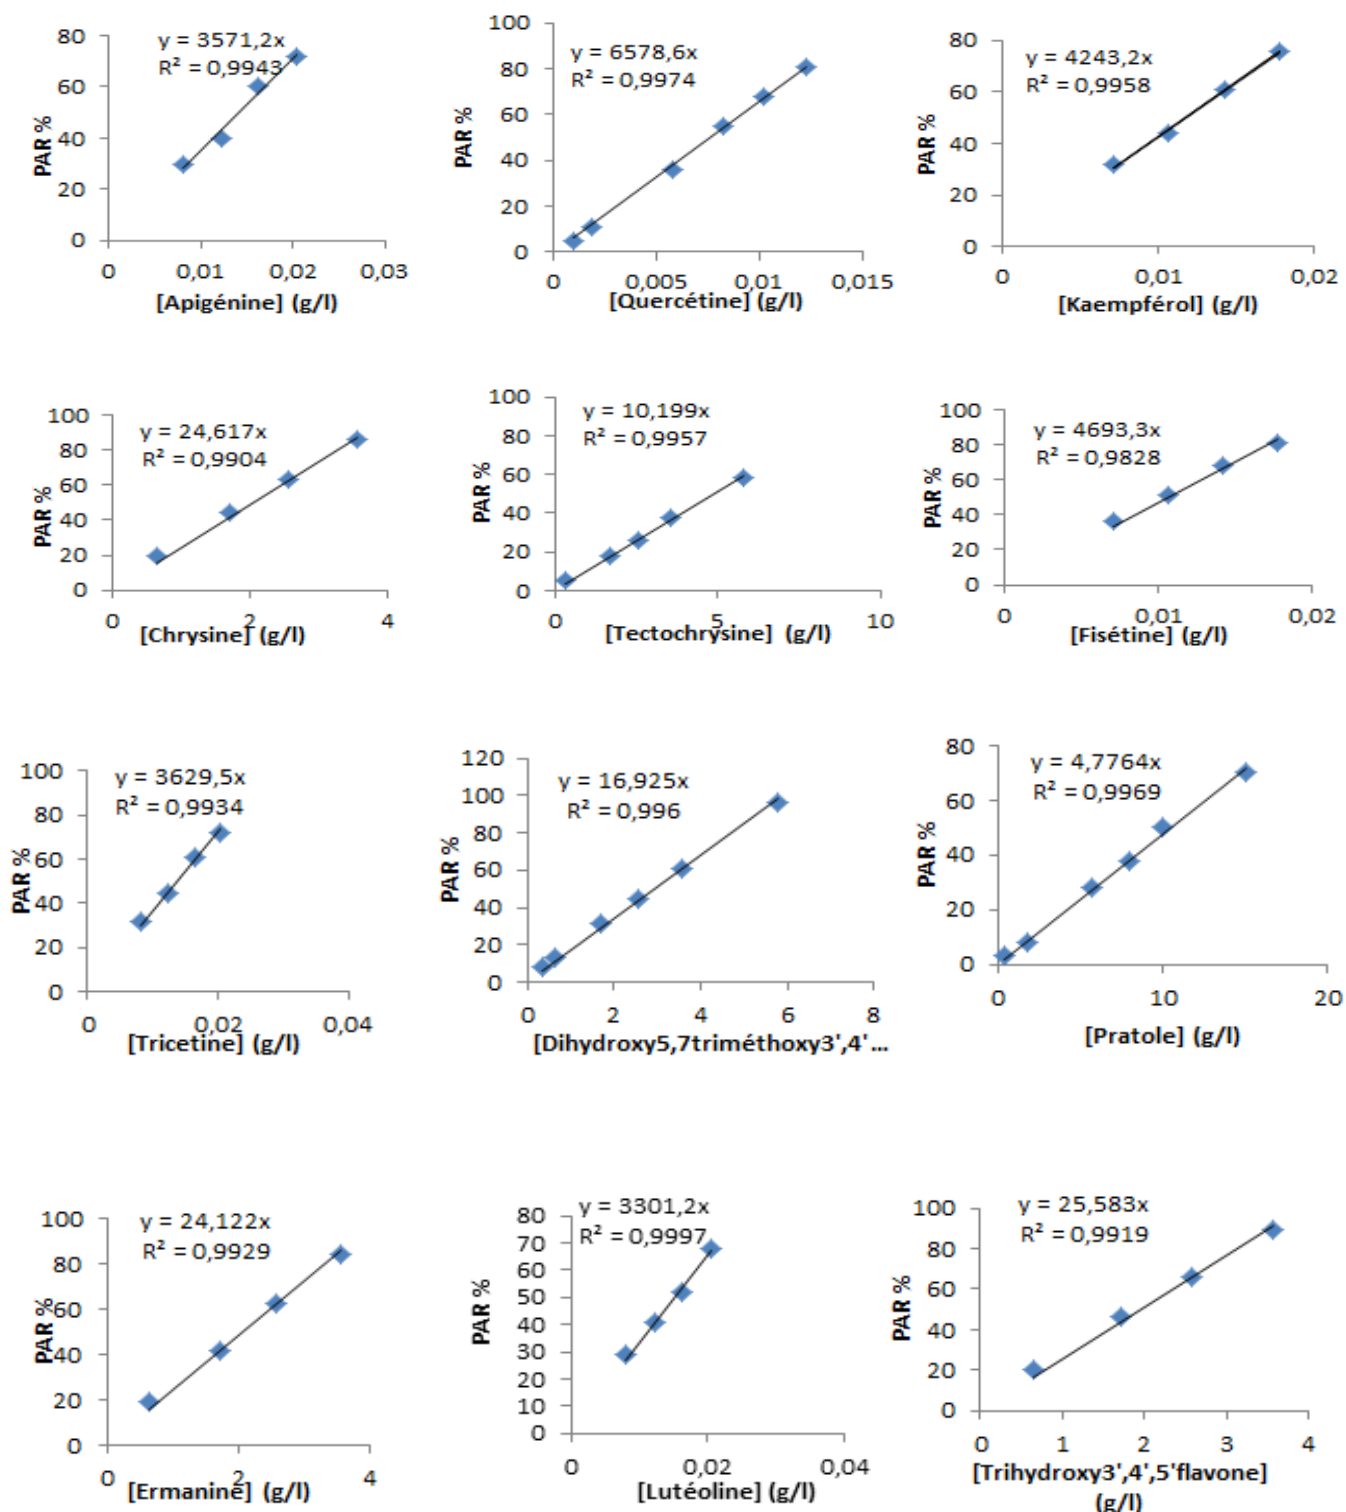 y = 3571,2x
R² = 0,9943
PAR %
80
60
40
20
0
0 0,01 0,02 0,03
[Apigénine] (g/l)
y = 6578,6x
R² = 0,9974
PAR %
100
80
60
40
20
0
0 0,005 0,01 0,015
[Quercétine] (g/l)
y = 4243,2x
R² = 0,9958
PAR %
80
60
40
20
0
0 0,01 0,02
[Kaempférol] (g/l)
y = 24,617x
R² = 0,9904
PAR %
100
80
60
40
20
0
0 2 4
[Chrysine] (g/l)
y = 10,199x
R² = 0,9957
PAR %
100
80
60
40
20
0
0 5 10
[Tectochrysine] (g/l)
y = 4693,3x
R² = 0,9828
PAR %
100
80
60
40
20
0
0 0,01 0,02
[Fisétine] (g/l)
y = 3629,5x
R² = 0,9934
PAR %
100
80
60
40
20
0
0 0,02 0,04
[Tricetine] (g/l)
y = 16,925x
R² = 0,996
PAR %
120
100
80
60
40
20
0
0 2 4 6 8
[Dihydroxy5,7triméthoxy3',4' ...
y = 4,7764x
R² = 0,9969
PAR %
80
60
40
20
0
0 10 20
[Pratole] (g/l)
y = 24,122x
R² = 0,9929
PAR %
100
80
60
40
20
0
0 2 4
[Ermanine] (g/l)
y = 3301,2x
R² = 0,9997
PAR %
80
70
60
50
40
30
20
10
0
0 0,02 0,04
[Lutéoline] (g/l)
y = 25,583x
R² = 0,9919
PAR %
100
80
60
40
20
0
0 1 2 3 4
[Trihydroxy3',4',5'flavone]
(g/l)